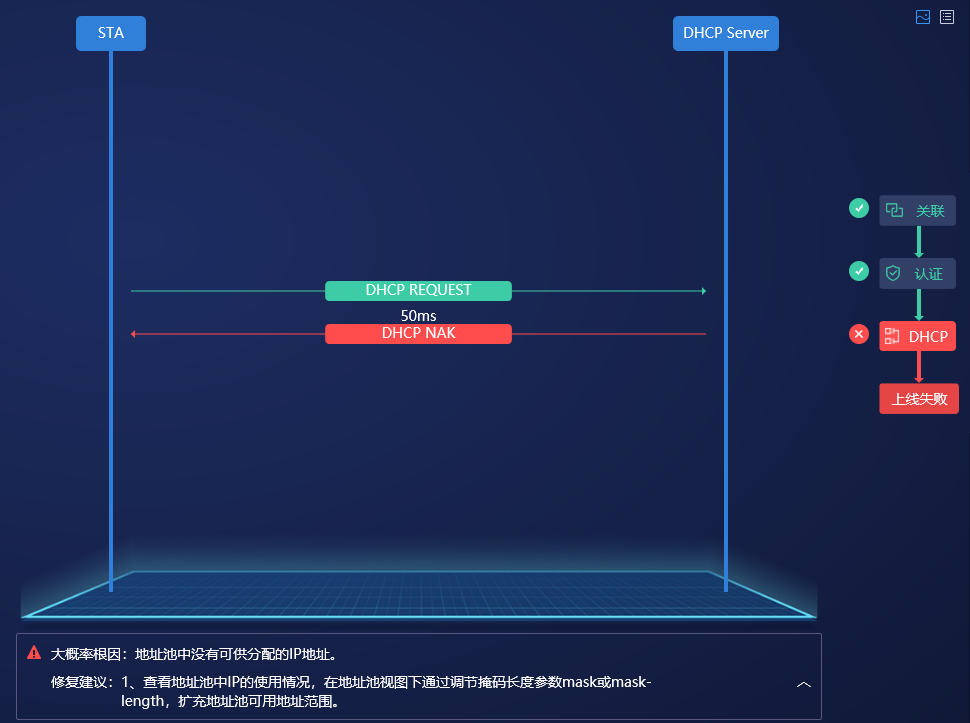 STA
DHCP Server
DHCP REQUEST
50ms
DHCP NAK
关联
认证
DHCP
上线失败
大概率根因：地址池中没有可供分配的IP地址。
修复建议：1、查看地址池中IP的使用情况，在地址池视图下通过调节掩码长度参数mask或mask-
length，扩充地址池可用地址范围。